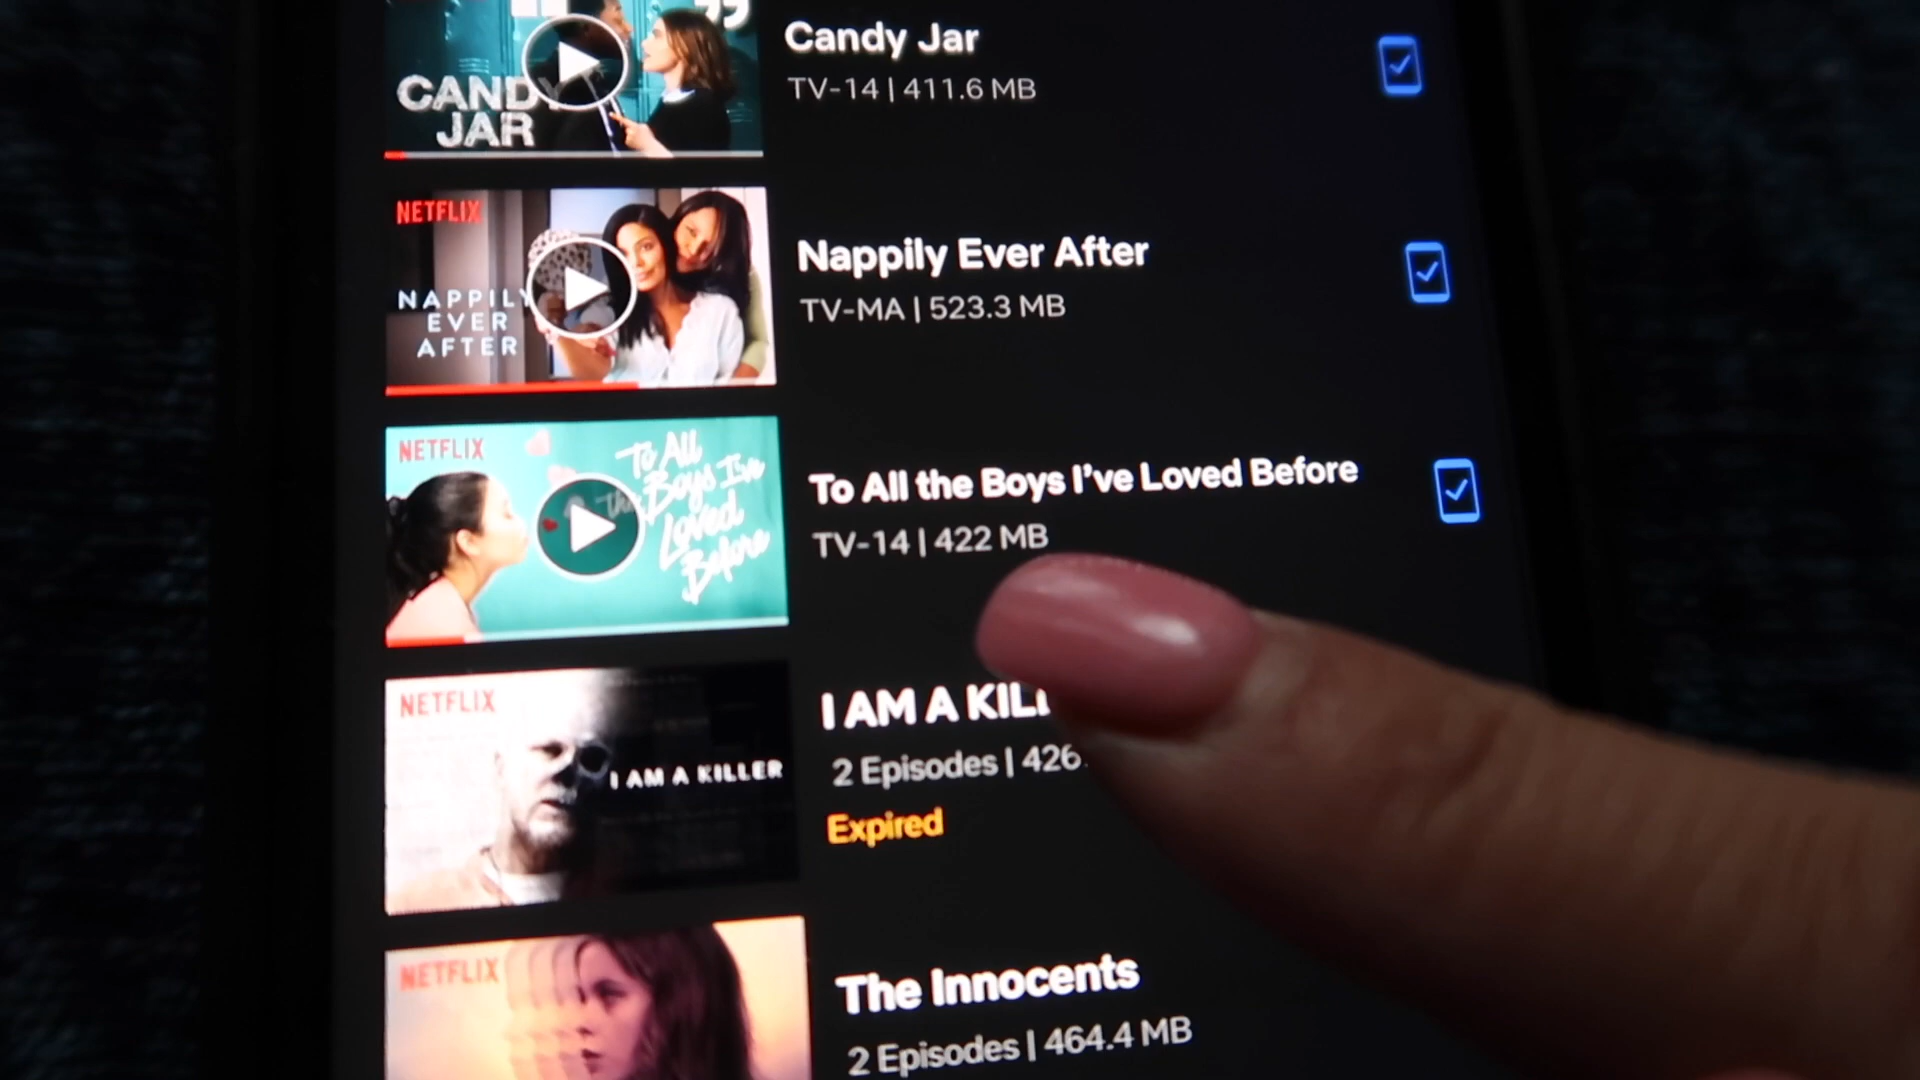 CANDY
JAR
Candy Jar
TV-14 | 411.6 MB
NETFLIX
NAPPILY
EVER
AFTER
Nappily Ever After
TV-MA | 523.3 MB
NETFLIX
To All
the Boys I've
Loved
Before
To All the Boys I've Loved Before
TV-14 | 422 MB
NETFLIX
I AM A KILLER
I AM A KILL
2 Episodes | 426.
Expired
NETFLIX
The Innocents
2 Episodes | 464.4 MB